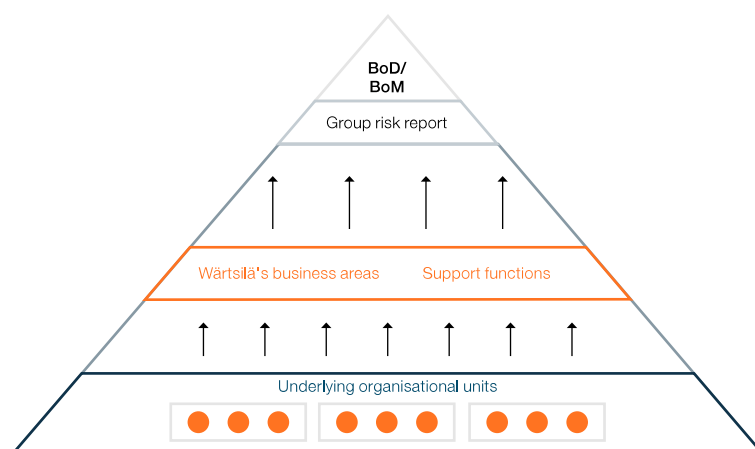 BoD/
BoM
Group risk report
Wärtsilä's business areas Support functions
Underlying organisational units